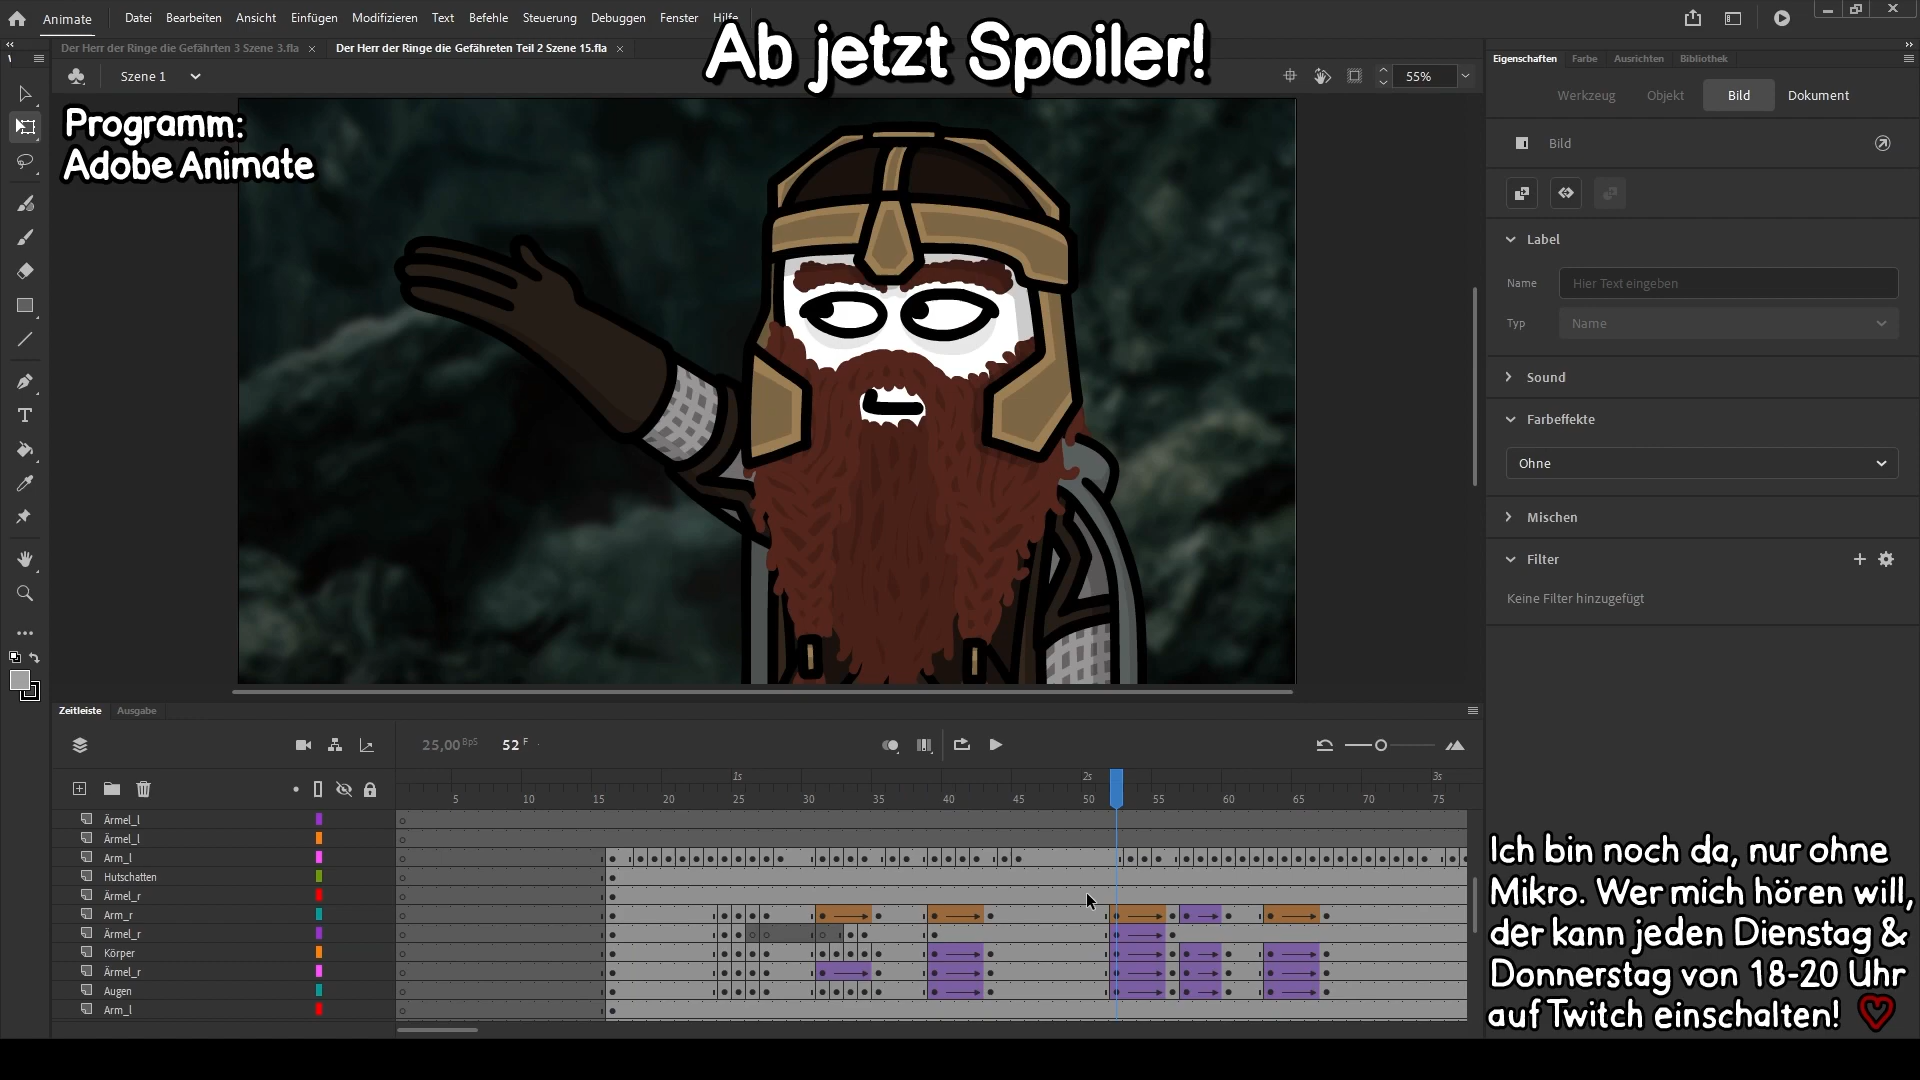 Animate
Datei Bearbeiten Ansicht Einfügen Modifizieren Text Befehle Steuerung Debuggen Fenster Hilfe
Der Herr der Ringe die Gefährten 3 Szene 3.fla
Der Herr der Ringe die Gefähreten Teil 2 Szene 15.fla
Ab jetzt Spoiler!
Szene 1
55%
Programm:
Adobe Animate
Eigenschaften Farbe Ausrichten Bibliothek
Werkzeug Objekt Bild Dokument
Bild
Label
Name Hier Text eingeben
Typ Name
Sound
Farbeffekte
Ohne
Mischen
Filter
Keine Filter hinzugefügt
Zeitleiste Ausgabe
25,00 BpS 52 F
1s 2s 3s
5 10 15 20 25 30 35 40 45 50 55 60 65 70 75
Ärmel_l
Ärmel_l
Arm_l
Hutschatten
Ärmel_r
Arm_r
Ärmel_r
Körper
Ärmel_r
Augen
Arm_l
Ich bin noch da, nur ohne
Mikro. Wer mich hören will,
der kann jeden Dienstag &
Donnerstag von 18-20 Uhr
auf Twitch einschalten!